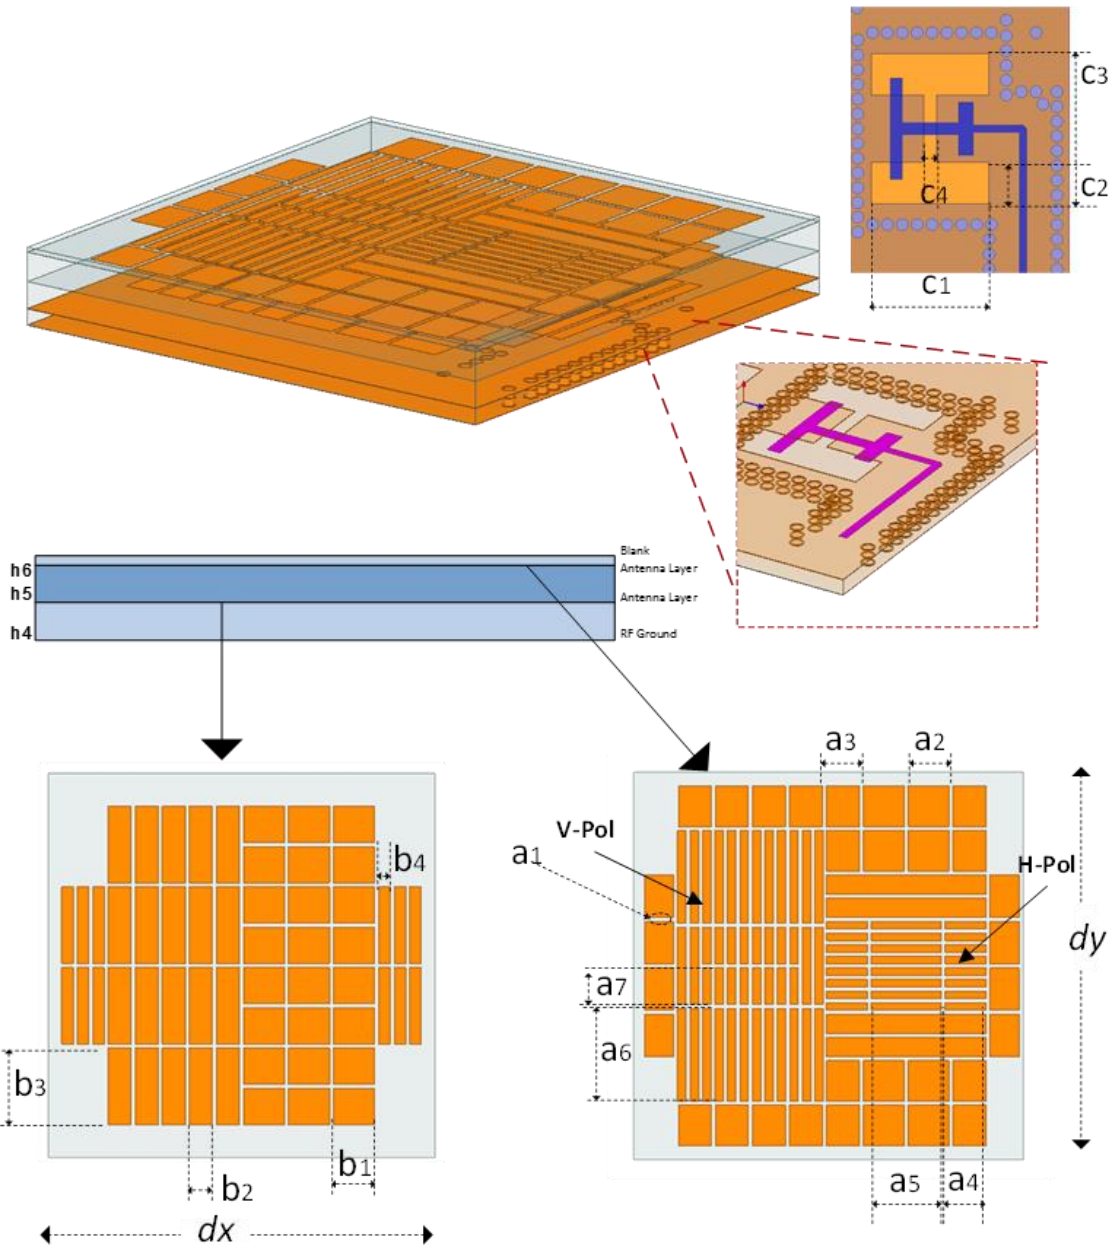 C3
C2
C4
C1
Blank
h6
Antenna Layer
h5
Antenna Layer
h4
RF Ground
a3
a2
V-Pol
a1
H-Pol
b4
dy
a7
a6
b3
b1
b2
a5
a4
dx